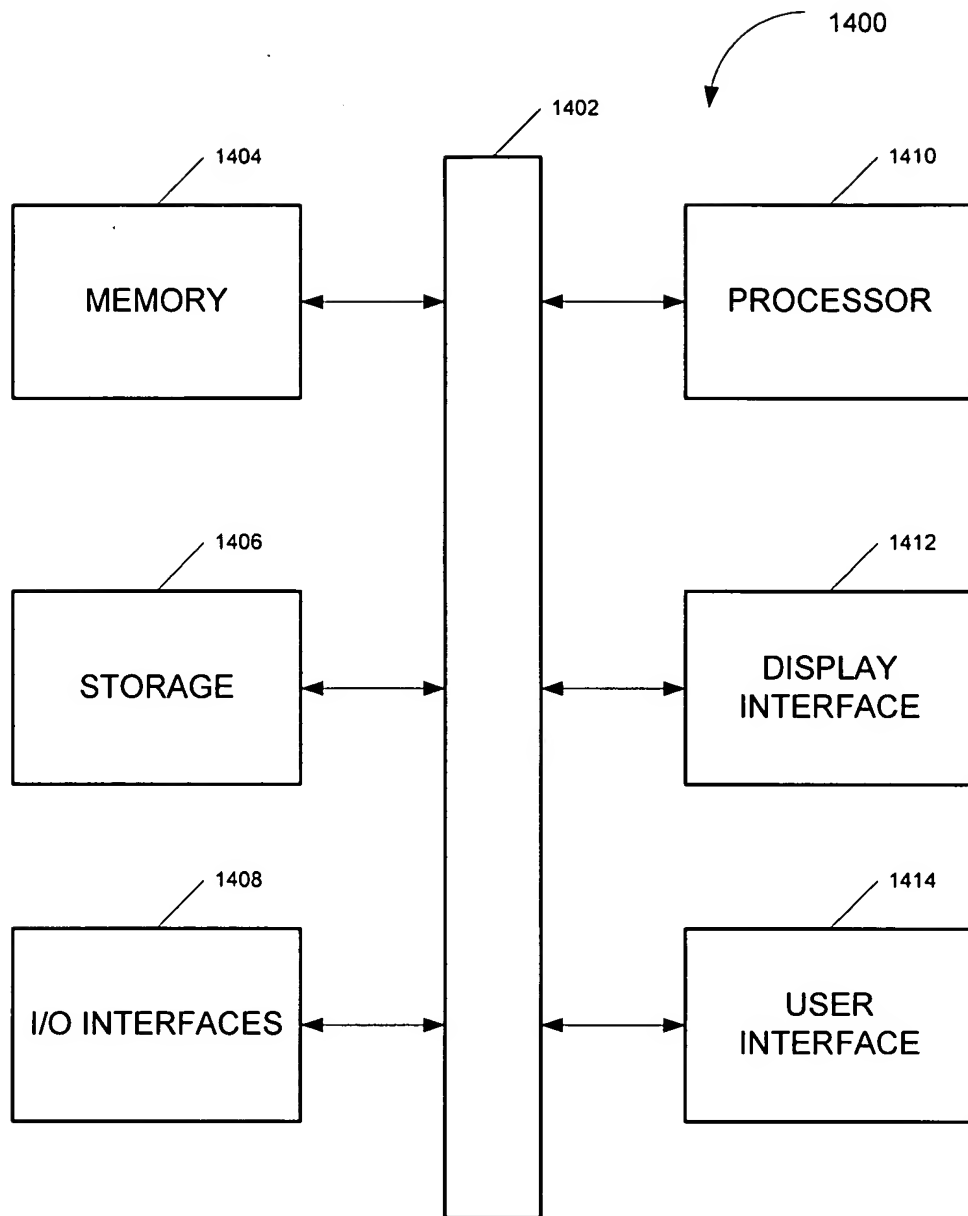 1400
1402
1404
1410
MEMORY
PROCESSOR
1406
1412
STORAGE
DISPLAY
INTERFACE
1408
1414
I/O INTERFACES
USER
INTERFACE